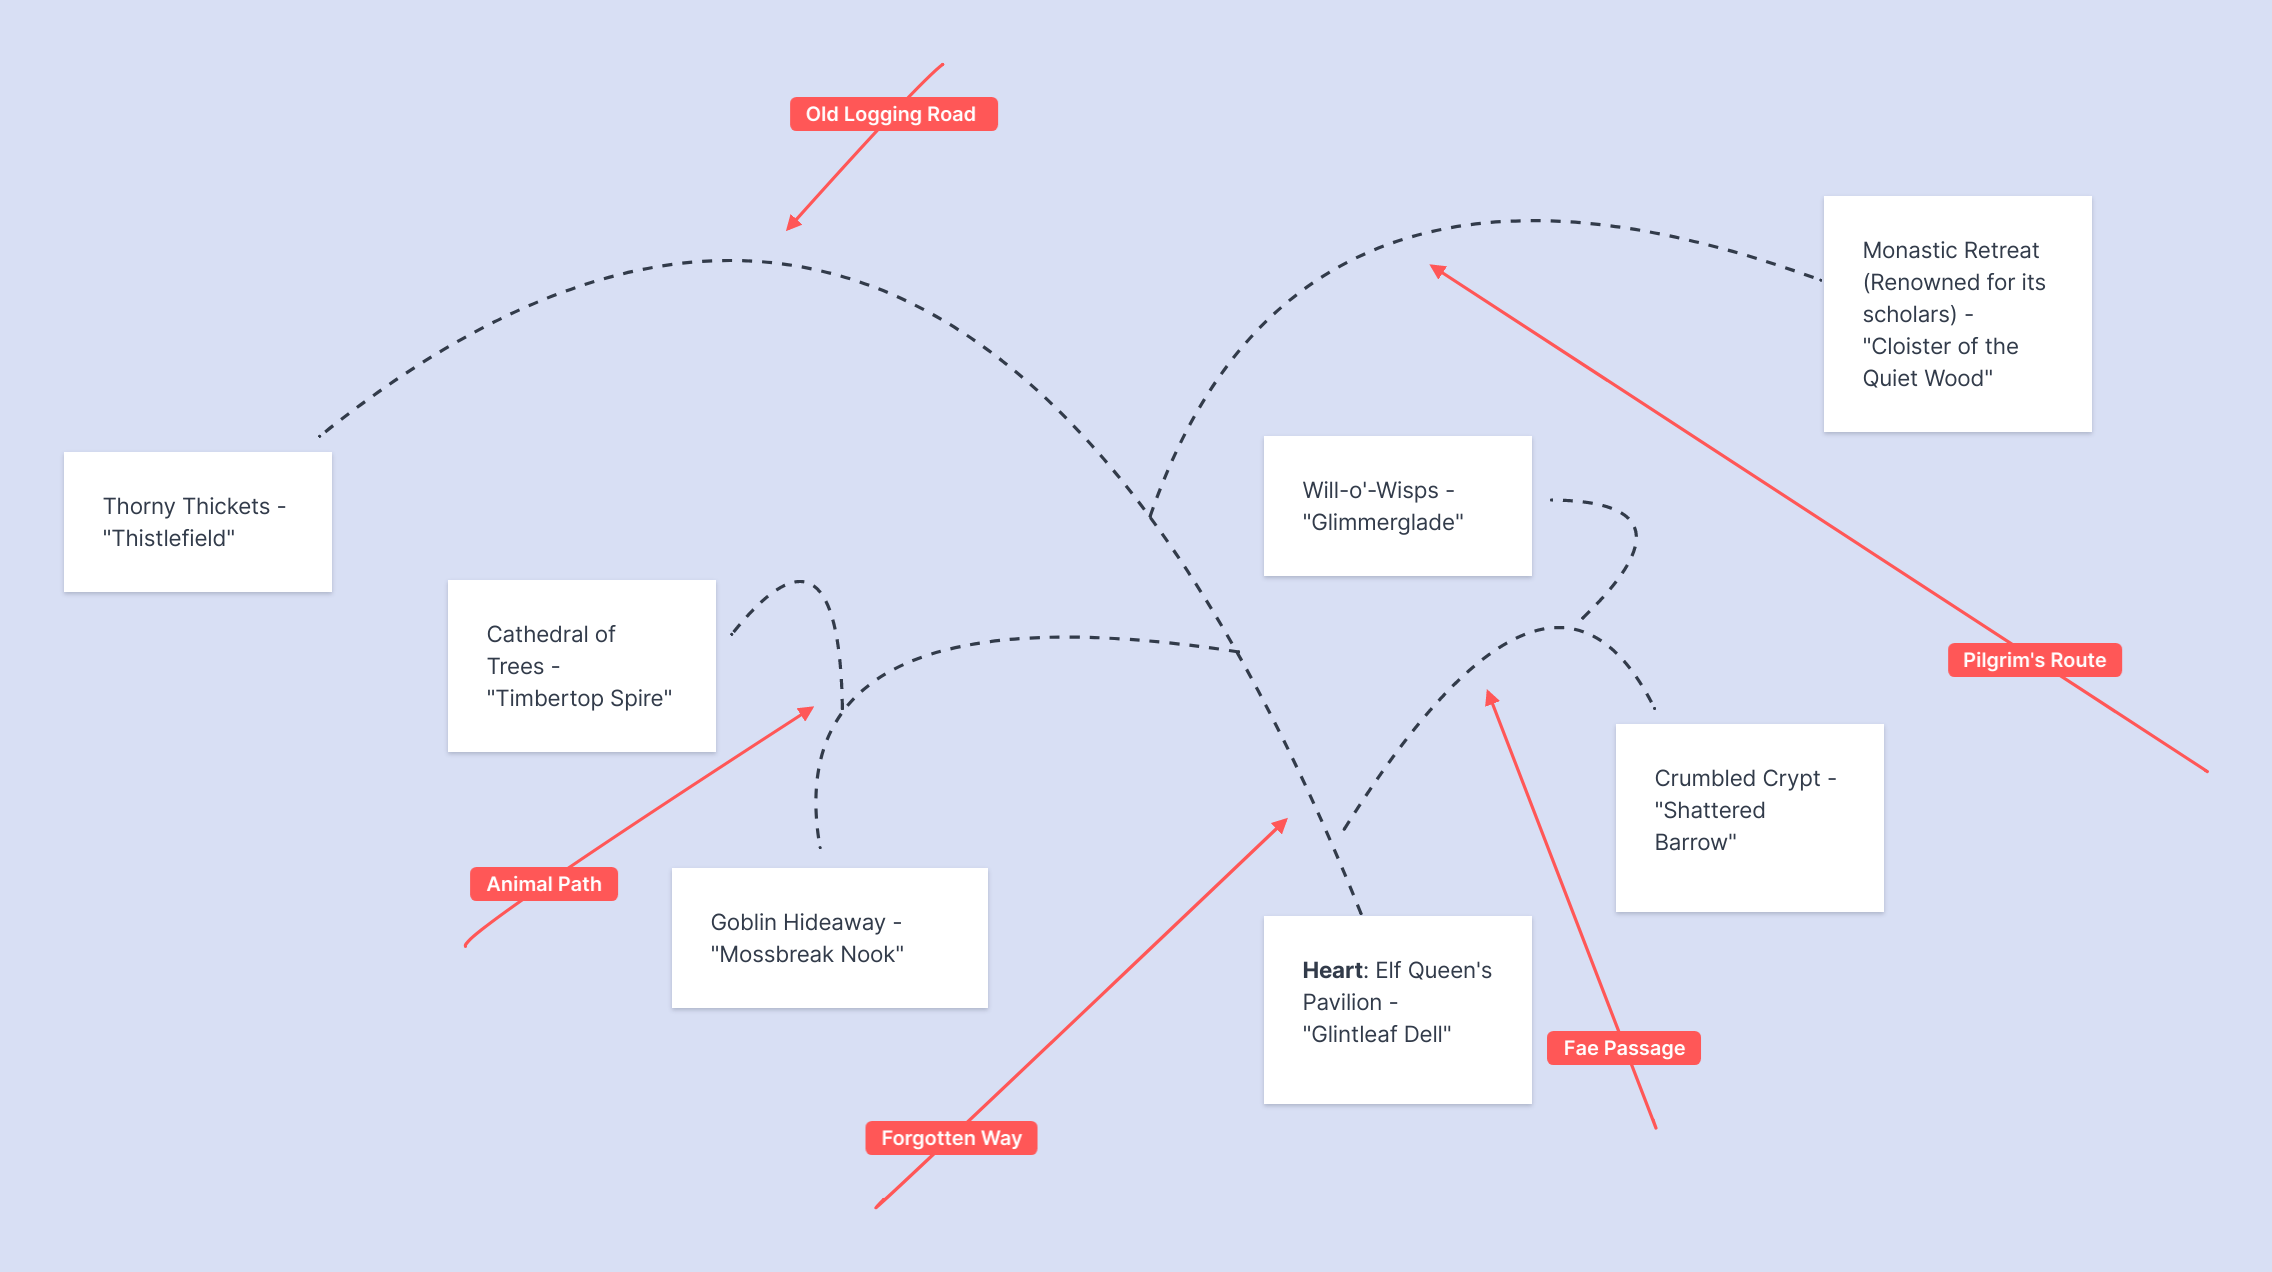 Old Logging Road
Monastic Retreat
(Renowned for its
scholars) -
"Cloister of the
Quiet Wood"
Thorny Thickets -
"Thistlefield"
Will-o'-Wisps -
"Glimmerglade"
Cathedral of
Trees -
"Timbertop Spire"
Pilgrim's Route
Crumbled Crypt -
"Shattered
Barrow"
Animal Path
Goblin Hideaway -
"Mossbreak Nook"
Heart: Elf Queen's
Pavilion -
"Glintleaf Dell"
Fae Passage
Forgotten Way